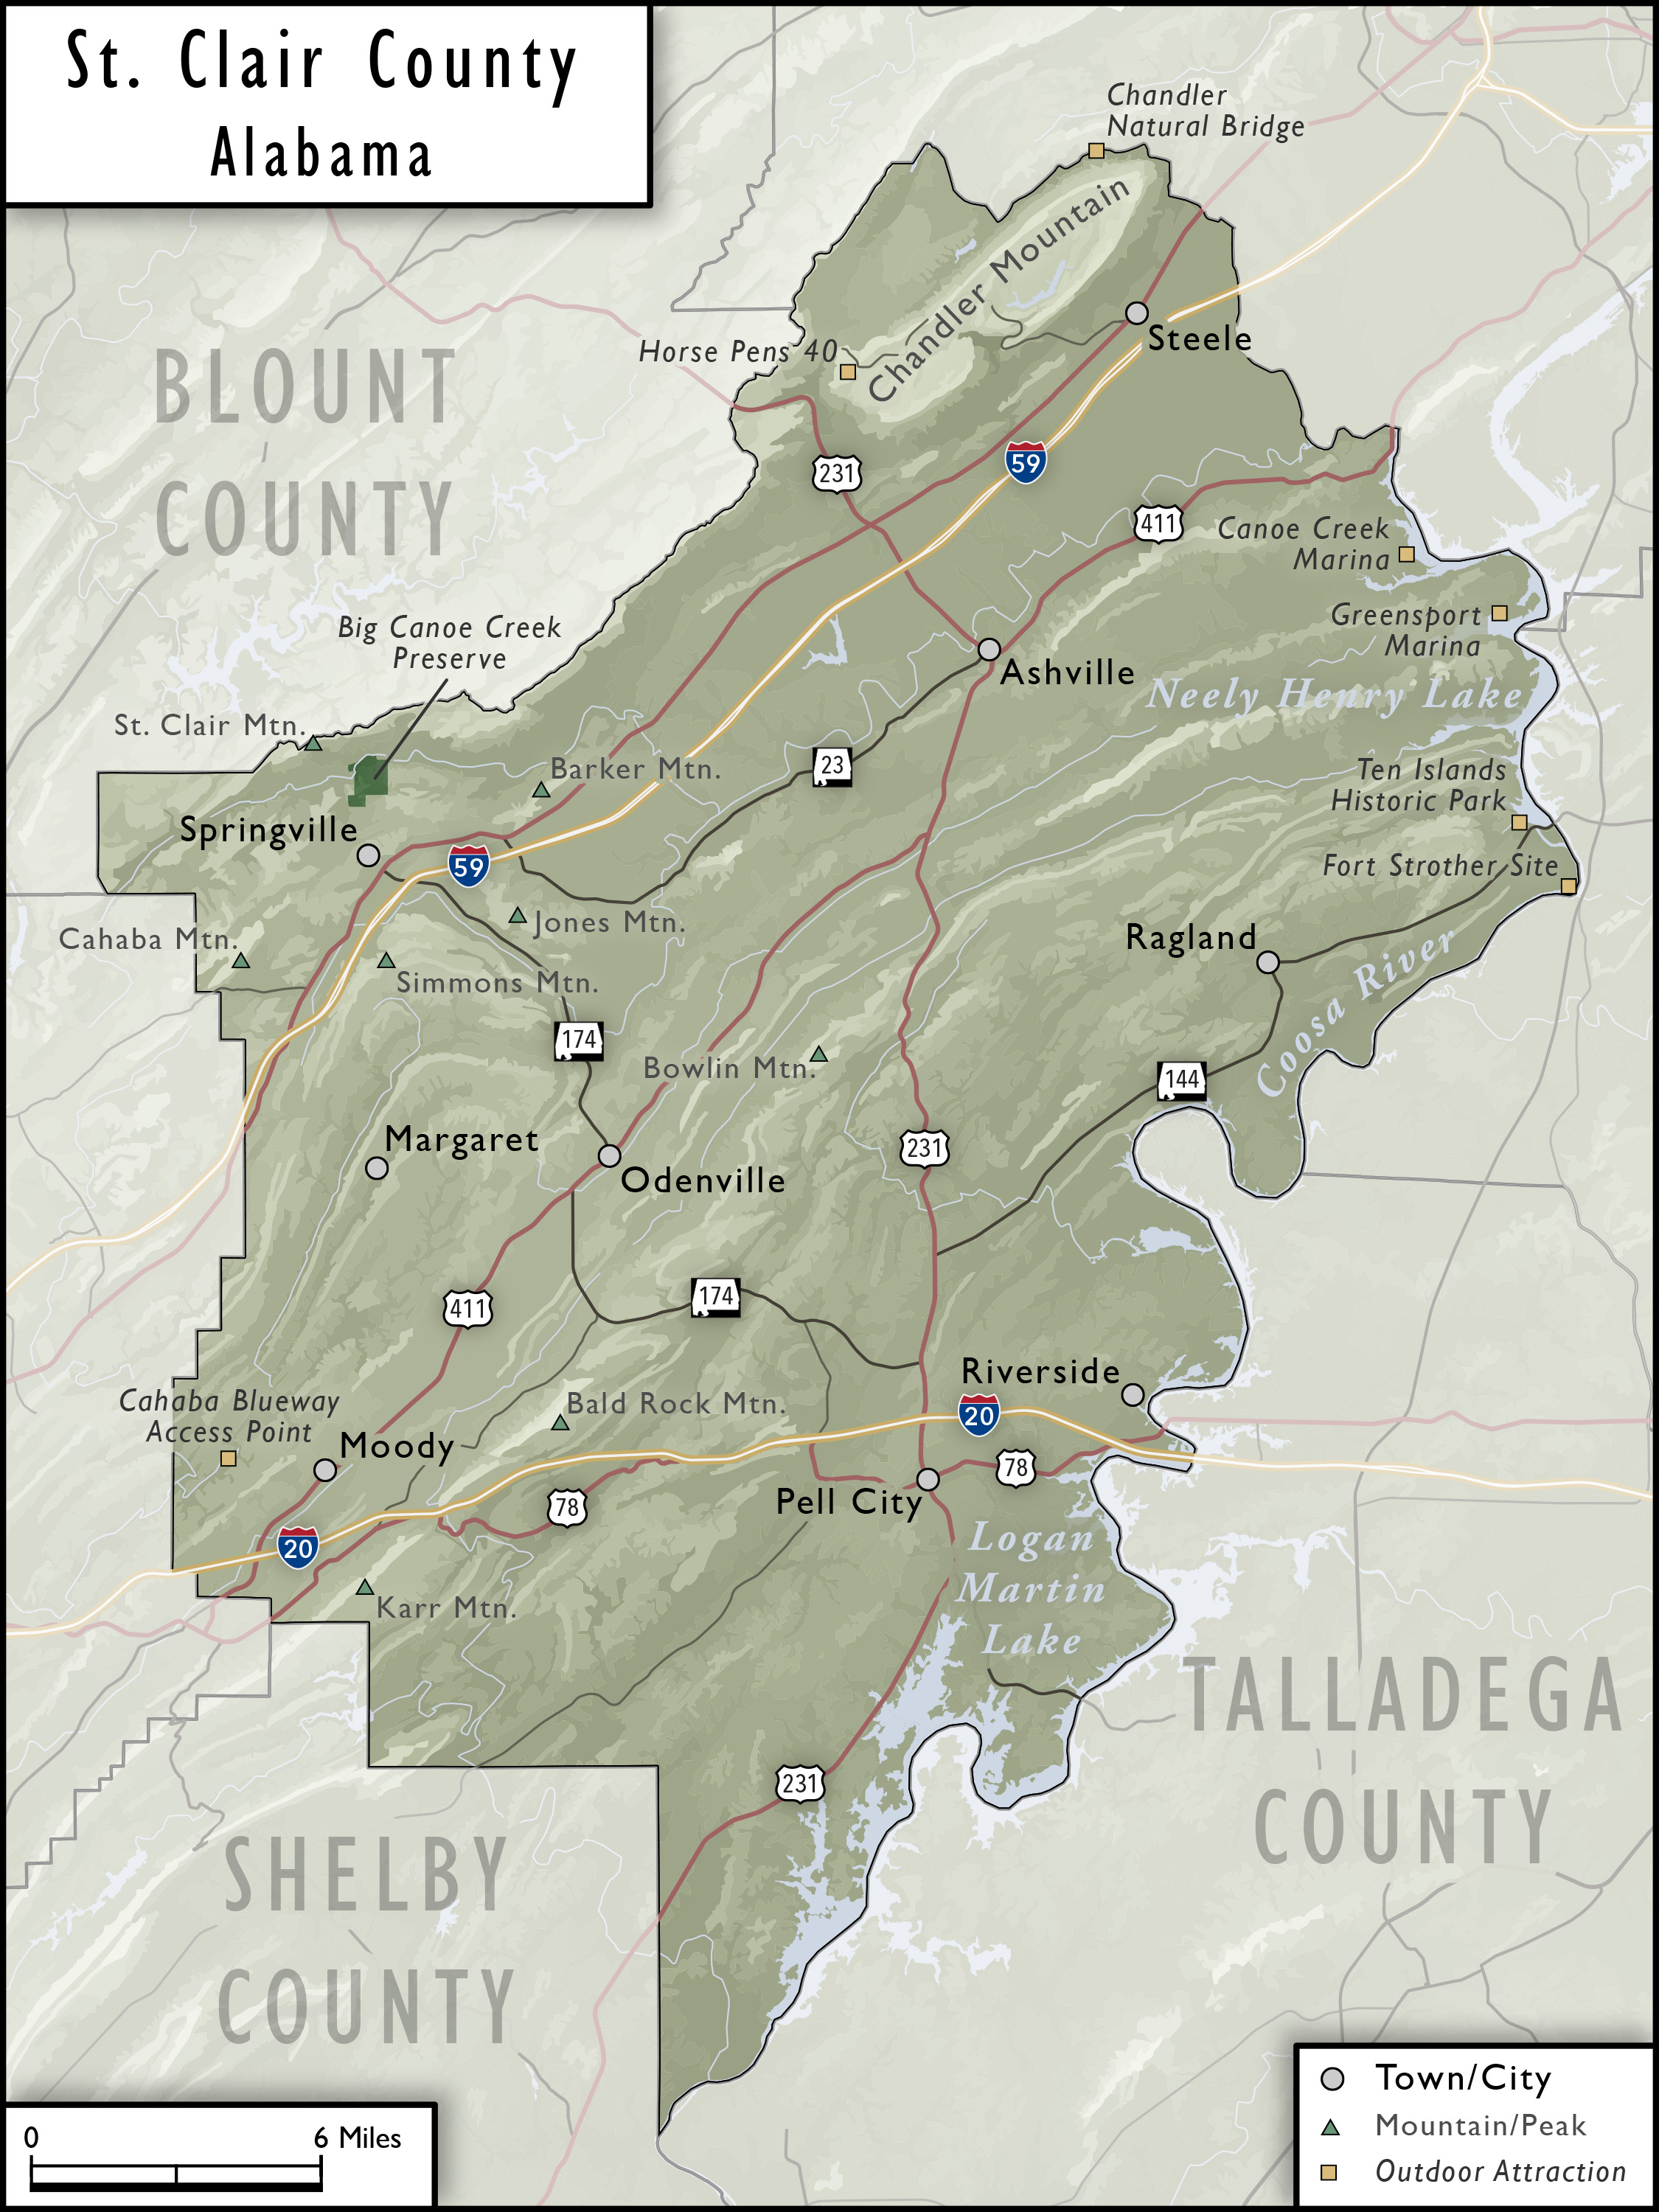 St. Clair County
Alabama
Chandler
Natural Bridge
Chandler Mountain
Horse Pens 40
Steele
BLOUNT
COUNTY
231
59
411
Canoe Creek
Marina
Greensport
Marina
Big Canoe Creek
Preserve
Ashville
Neely Henry Lake
St. Clair Mtn.
Barker Mtn.
23
Ten Islands
Historic Park
Springville
59
Fort Strother Site
Jones Mtn.
Cahaba Mtn.
Simmons Mtn.
Ragland
Coosa River
174
Bowlin Mtn.
144
Margaret
231
Odenville
411
174
Riverside
Cahaba Blueway
Access Point
Bald Rock Mtn.
20
Moody
78
Pell City
78
20
Logan
Martin
Lake
Karr Mtn.
TALLADEGA
COUNTY
231
SHELBY
COUNTY
0 6 Miles
Town/City
Mountain/Peak
Outdoor Attraction